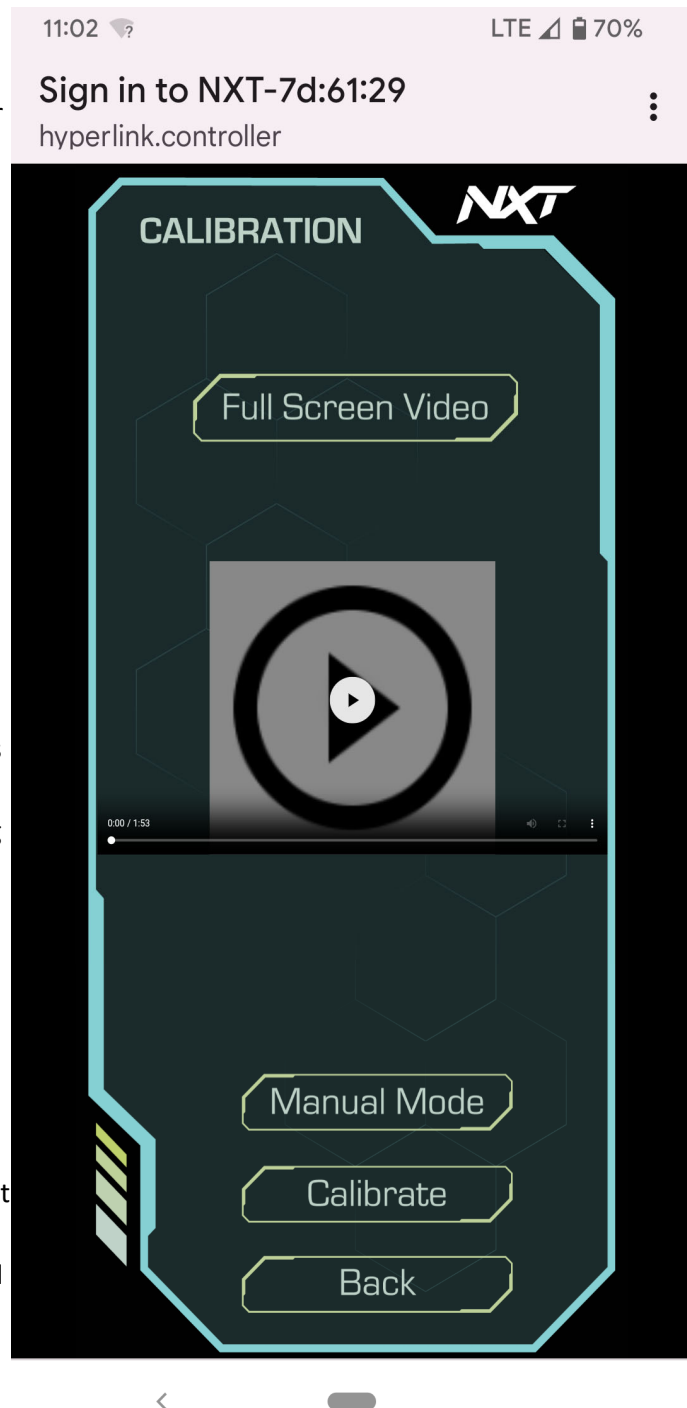 11:02
LTE 70%
Sign in to NXT-7d:61:29
hyperlink.controller
NXT
CALIBRATION
Full Screen Video
0:00 / 1:53
Manual Mode
Calibrate
Back